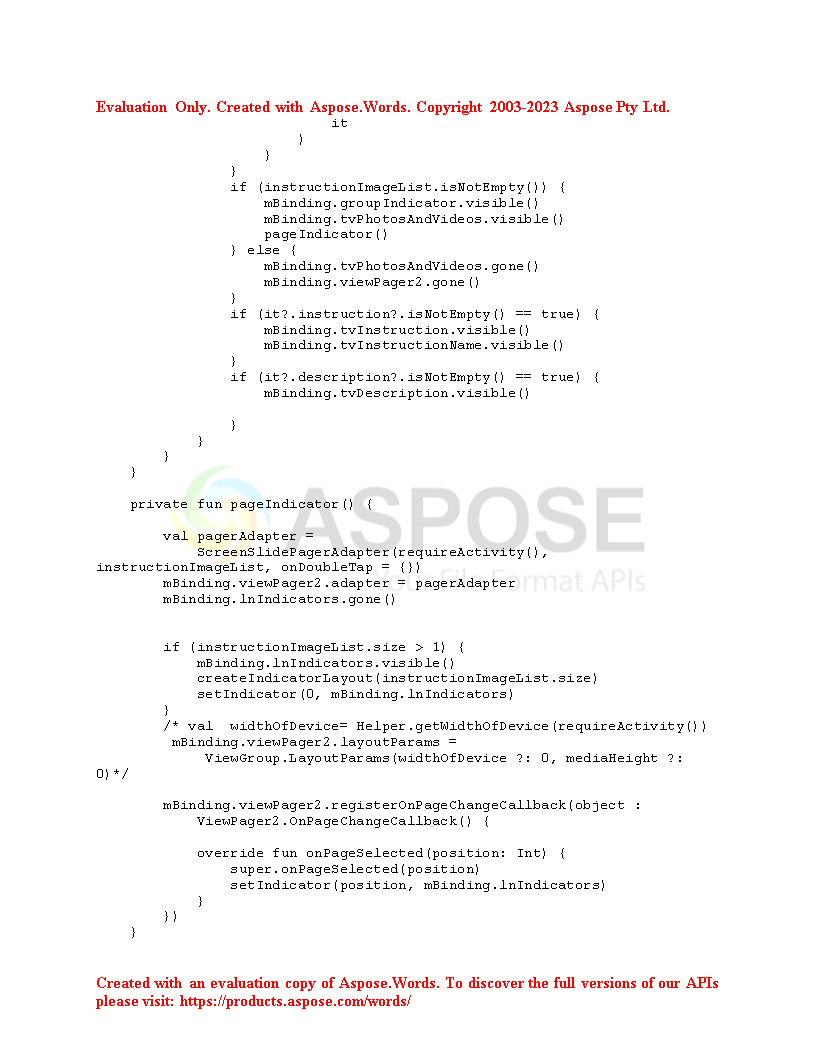 Evaluation Only. Created with Aspose.Words. Copyright 2003-2023 Aspose Pty Ltd.
                            it
                        )
                    }
                }
                if (instructionImageList.isNotEmpty()) {
                    mBinding.groupIndicator.visible()
                    mBinding.tvPhotosAndVideos.visible()
                    pageIndicator()
                } else {
                    mBinding.tvPhotosAndVideos.gone()
                    mBinding.viewPager2.gone()
                }
                if (it?.instruction?.isNotEmpty() == true) {
                    mBinding.tvInstruction.visible()
                    mBinding.tvInstructionName.visible()
                }
                if (it?.description?.isNotEmpty() == true) {
                    mBinding.tvDescription.visible()

                }
            }
        }
    }

    private fun pageIndicator() {
ASPOSE
        val pagerAdapter =
            ScreenSlidePagerAdapter(requireActivity(),
instructionImageList, onDoubleTap = {})
        mBinding.viewPager2.adapter = pagerAdapter
Your File Format APIs
        mBinding.lnIndicators.gone()


        if (instructionImageList.size > 1) {
            mBinding.lnIndicators.visible()
            createIndicatorLayout(instructionImageList.size)
            setIndicator(0, mBinding.lnIndicators)
        }
        /* val  widthOfDevice= Helper.getWidthOfDevice(requireActivity())
         mBinding.viewPager2.layoutParams =
             ViewGroup.LayoutParams(widthOfDevice ?: 0, mediaHeight ?:
0)*/

        mBinding.viewPager2.registerOnPageChangeCallback(object :
            ViewPager2.OnPageChangeCallback() {

            override fun onPageSelected(position: Int) {
                super.onPageSelected(position)
                setIndicator(position, mBinding.lnIndicators)
            }
        })
    }

Created with an evaluation copy of Aspose.Words. To discover the full versions of our APIs
please visit: https://products.aspose.com/words/